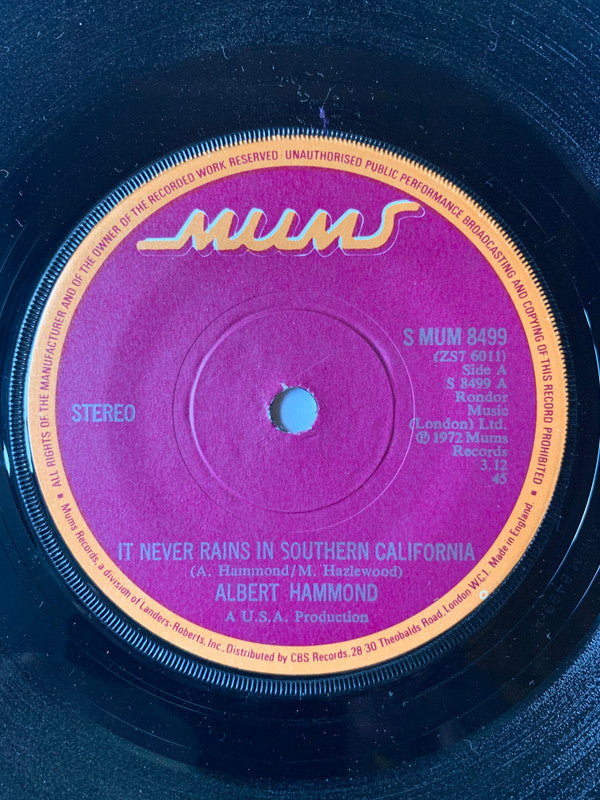 ALL RIGHTS OF THE MANUFACTURER AND OF THE OWNER OF THE RECORDED WORK RESERVED · UNAUTHORISED PUBLIC PERFORMANCE BROADCASTING AND COPYING OF THIS RECORD PROHIBITED
MUMS
S MUM 8499
(ZS7 6011)
Side A
S 8499 A
Rondor
Music
(London) Ltd.
℗ 1972 Mums
Records
3.12
45
STEREO
IT NEVER RAINS IN SOUTHERN CALIFORNIA
(A. Hammond/M. Hazlewood)
ALBERT HAMMOND
A U.S.A. Production
Mums Records, a division of Landers-Roberts, Inc., Distributed by CBS Records, 28-30 Theobalds Road, London W.C.1. Made in England.